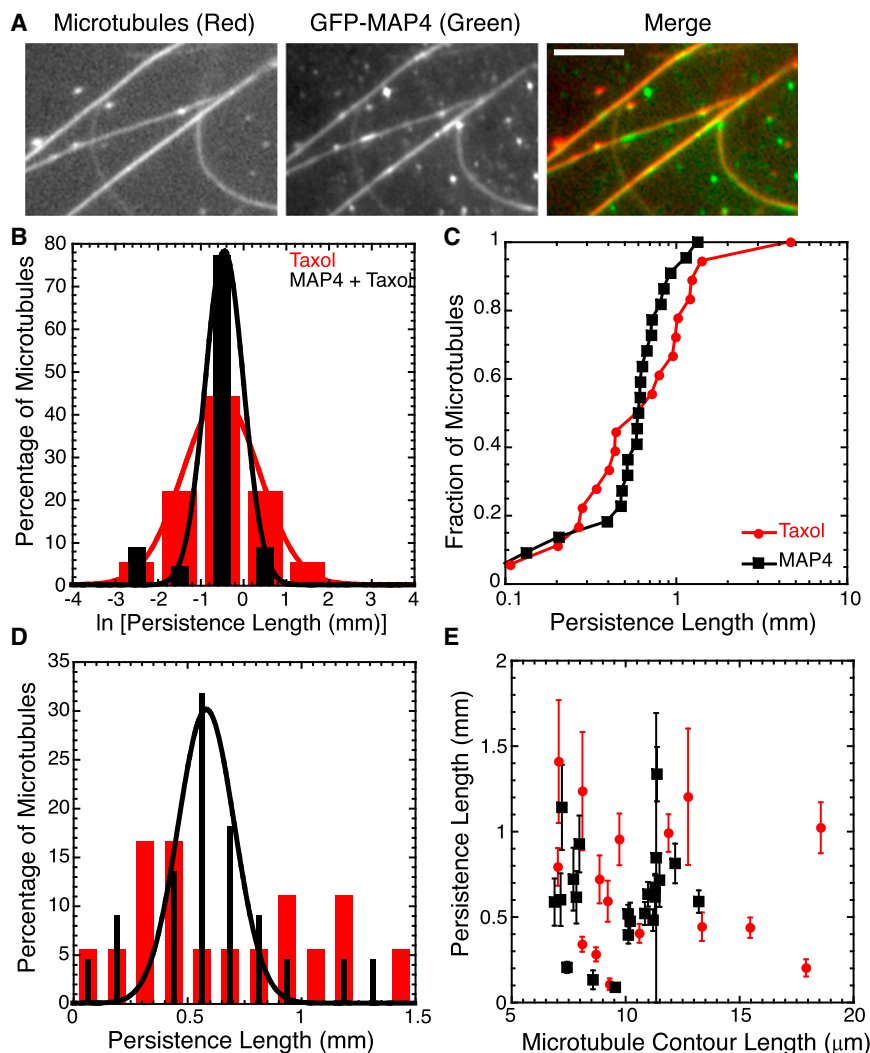 A Microtubules (Red) GFP-MAP4 (Green) Merge
B
80
70
60
50
40
30
20
10
0
Percentage of Microtubules
Taxol
MAP4 + Taxol
-4 -3 -2 -1 0 1 2 3 4
ln [Persistence Length (mm)]
C
1
0.8
0.6
0.4
0.2
0
Fraction of Microtubules
Taxol
MAP4
0.1 1 10
Persistence Length (mm)
D
35
30
25
20
15
10
5
0
Percentage of Microtubules
0 0.5 1 1.5
Persistence Length (mm)
E
2
1.5
1
0.5
0
Persistence Length (mm)
5 10 15 20
Microtubule Contour Length (μm)